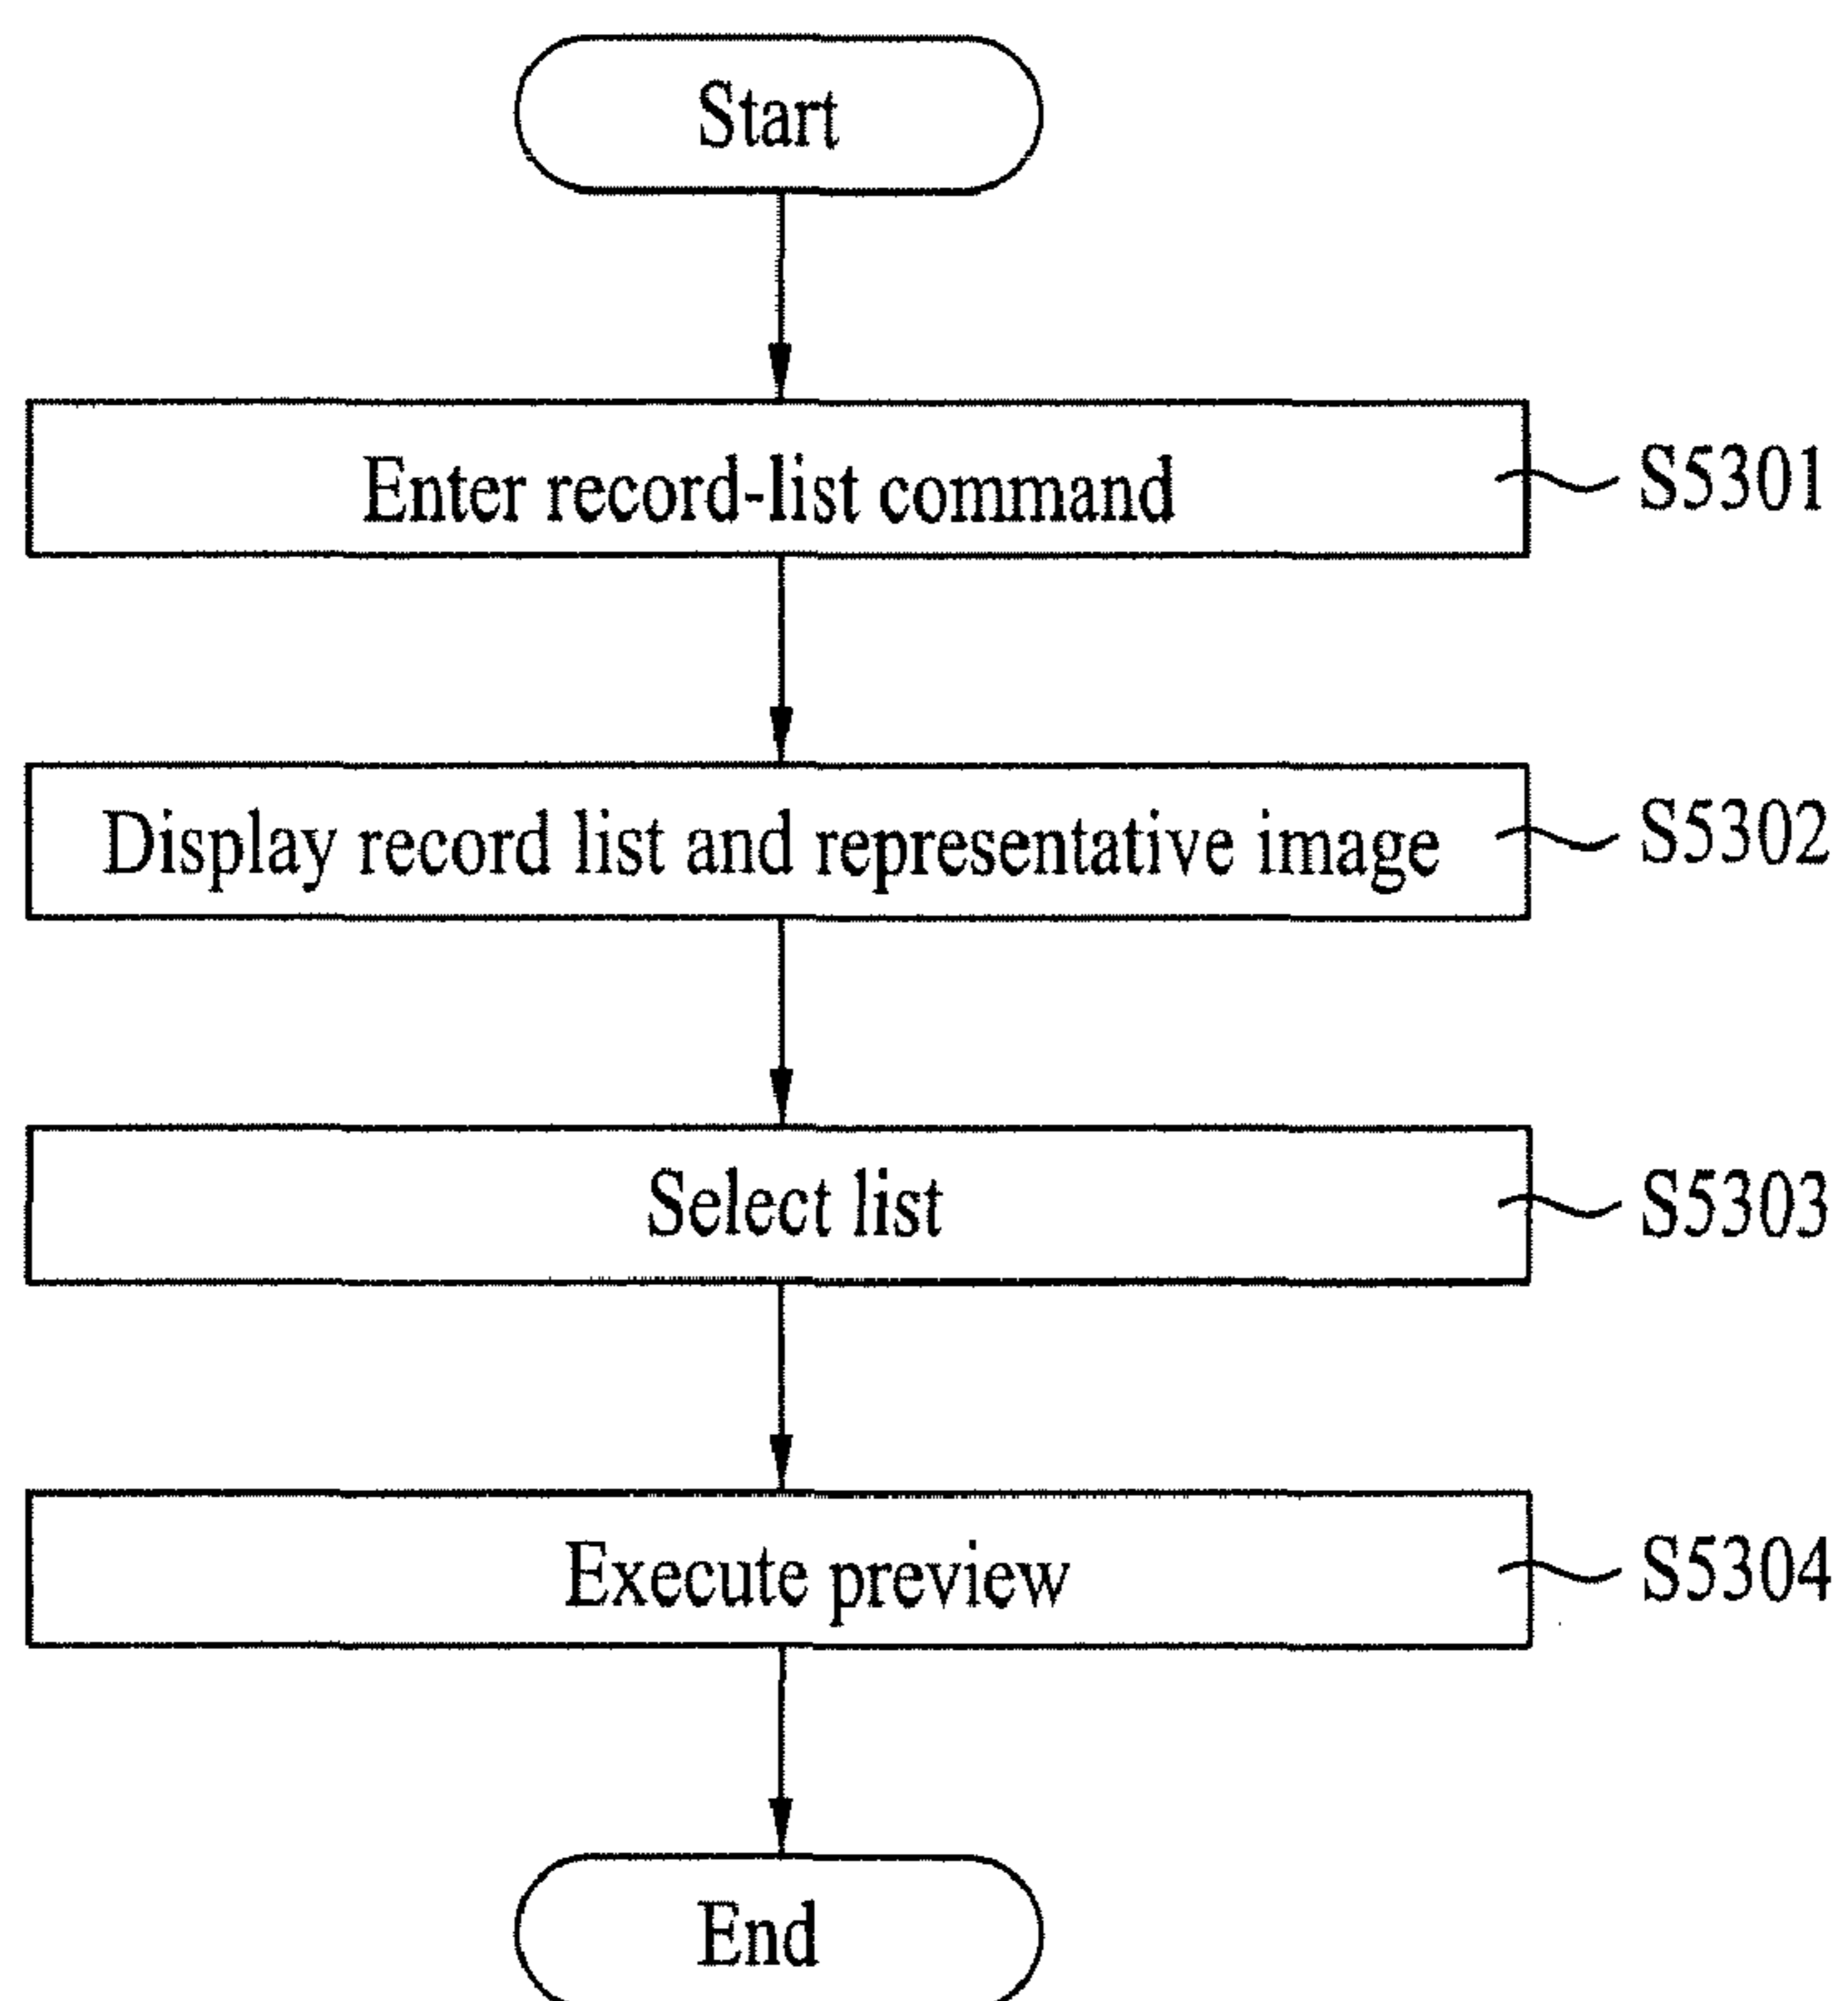 Start
Enter record-list command
S5301
Display record list and representative image
S5302
Select list
S5303
Execute preview
S5304
End